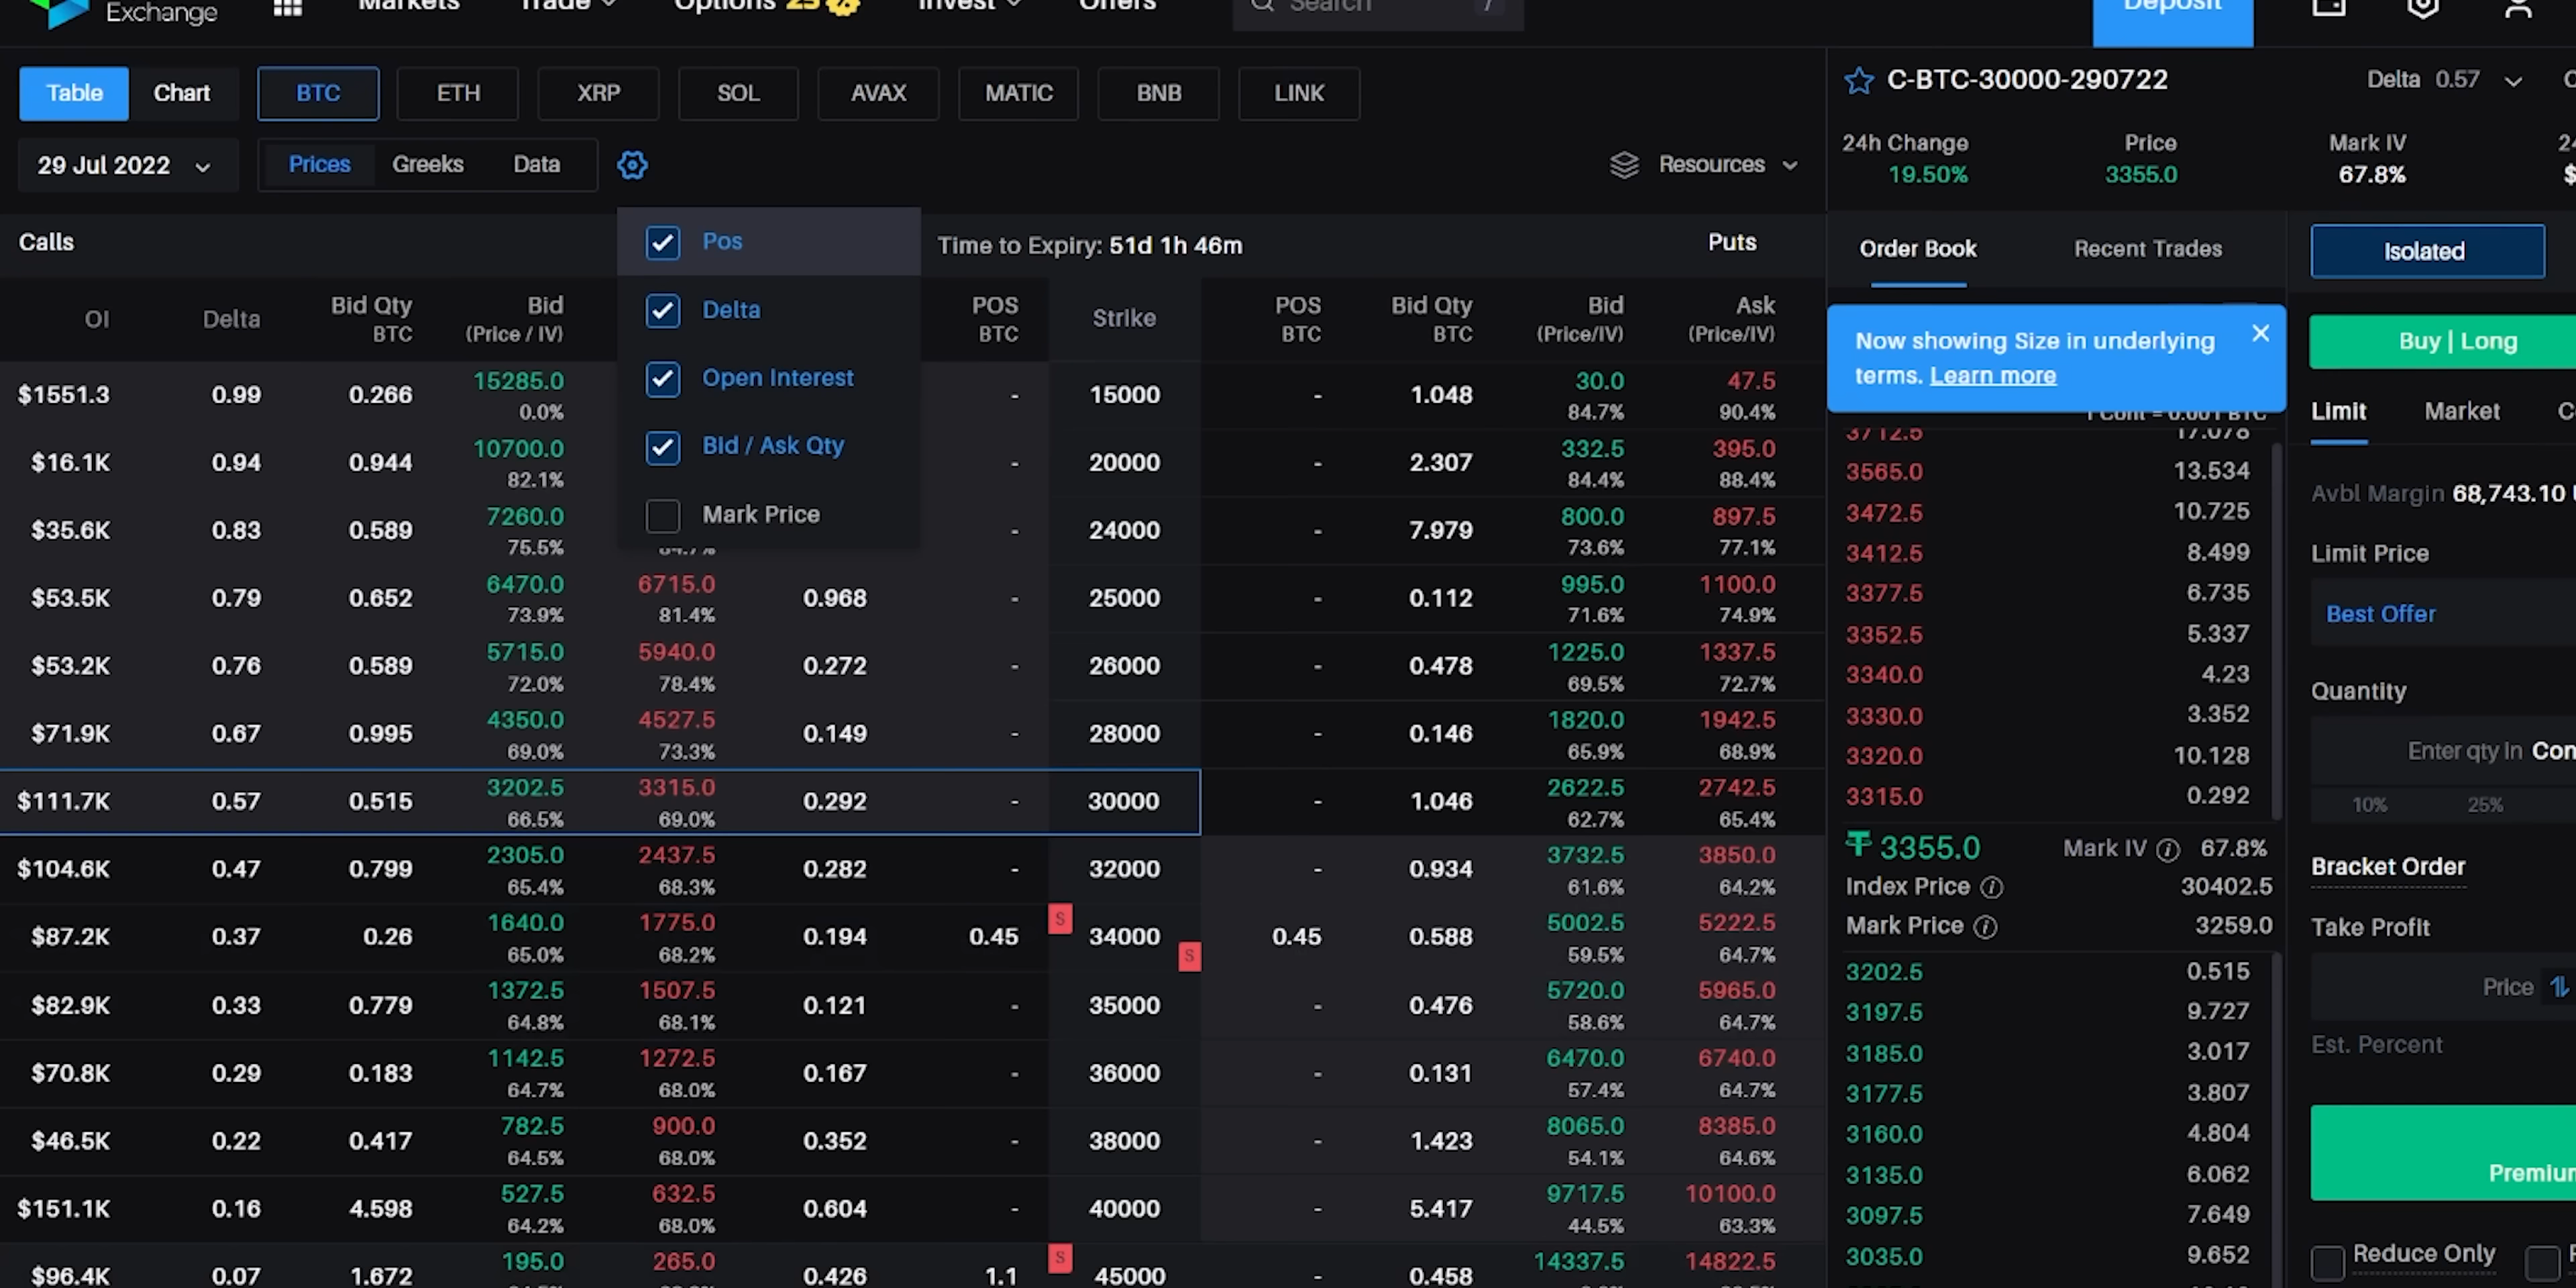 Exchange Markets Trade Options 25 % Invest Offers Search / Deposit
Table Chart BTC ETH XRP SOL AVAX MATIC BNB LINK
29 Jul 2022 Prices Greeks Data Resources
Calls Time to Expiry: 51d 1h 46m Puts
Pos
Delta
Open Interest
Bid / Ask Qty
Mark Price
OI Delta Bid Qty Bid POS Strike POS Bid Qty Bid Ask
BTC (Price / IV) BTC BTC BTC (Price/IV) (Price/IV)
$1551.3 0.99 0.266 15285.0 - 15000 - 1.048 30.0 47.5
0.0% 84.7% 90.4%
$16.1K 0.94 0.944 10700.0 - 20000 - 2.307 332.5 395.0
82.1% 84.4% 88.4%
$35.6K 0.83 0.589 7260.0 - 24000 - 7.979 800.0 897.5
75.5% 73.6% 77.1%
$53.5K 0.79 0.652 6470.0 6715.0 0.968 - 25000 - 0.112 995.0 1100.0
73.9% 81.4% 71.6% 74.9%
$53.2K 0.76 0.589 5715.0 5940.0 0.272 - 26000 - 0.478 1225.0 1337.5
72.0% 78.4% 69.5% 72.7%
$71.9K 0.67 0.995 4350.0 4527.5 0.149 - 28000 - 0.146 1820.0 1942.5
69.0% 73.3% 65.9% 68.9%
$111.7K 0.57 0.515 3202.5 3315.0 0.292 - 30000 - 1.046 2622.5 2742.5
66.5% 69.0% 62.7% 65.4%
$104.6K 0.47 0.799 2305.0 2437.5 0.282 - 32000 - 0.934 3732.5 3850.0
65.4% 68.3% 61.6% 64.2%
$87.2K 0.37 0.26 1640.0 1775.0 0.194 0.45 S 34000 S 0.45 0.588 5002.5 5222.5
65.0% 68.2% 59.5% 64.7%
$82.9K 0.33 0.779 1372.5 1507.5 0.121 - 35000 - 0.476 5720.0 5965.0
64.8% 68.1% 58.6% 64.7%
$70.8K 0.29 0.183 1142.5 1272.5 0.167 - 36000 - 0.131 6470.0 6740.0
64.7% 68.0% 57.4% 64.7%
$46.5K 0.22 0.417 782.5 900.0 0.352 - 38000 - 1.423 8065.0 8385.0
64.5% 68.0% 54.1% 64.6%
$151.1K 0.16 4.598 527.5 632.5 0.604 - 40000 - 5.417 9717.5 10100.0
64.2% 68.0% 44.5% 63.3%
$96.4K 0.07 1.672 195.0 265.0 0.426 1.1 S 45000 - 0.458 14337.5 14822.5
C-BTC-30000-290722 Delta 0.57
24h Change Price Mark IV
19.50% 3355.0 67.8%
Order Book Recent Trades
Now showing Size in underlying
terms. Learn more
1 Cont = 0.001 BTC
3712.5 17.078
3565.0 13.534
3472.5 10.725
3412.5 8.499
3377.5 6.735
3352.5 5.337
3340.0 4.23
3330.0 3.352
3320.0 10.128
3315.0 0.292
3355.0 Mark IV 67.8%
Index Price 30402.5
Mark Price 3259.0
3202.5 0.515
3197.5 9.727
3185.0 3.017
3177.5 3.807
3160.0 4.804
3135.0 6.062
3097.5 7.649
3035.0 9.652
Isolated
Buy | Long
Limit Market
Avbl Margin 68,743.10
Limit Price
Best Offer
Quantity
Enter qty in
10% 25%
Bracket Order
Take Profit
Price
Est. Percent
Reduce Only